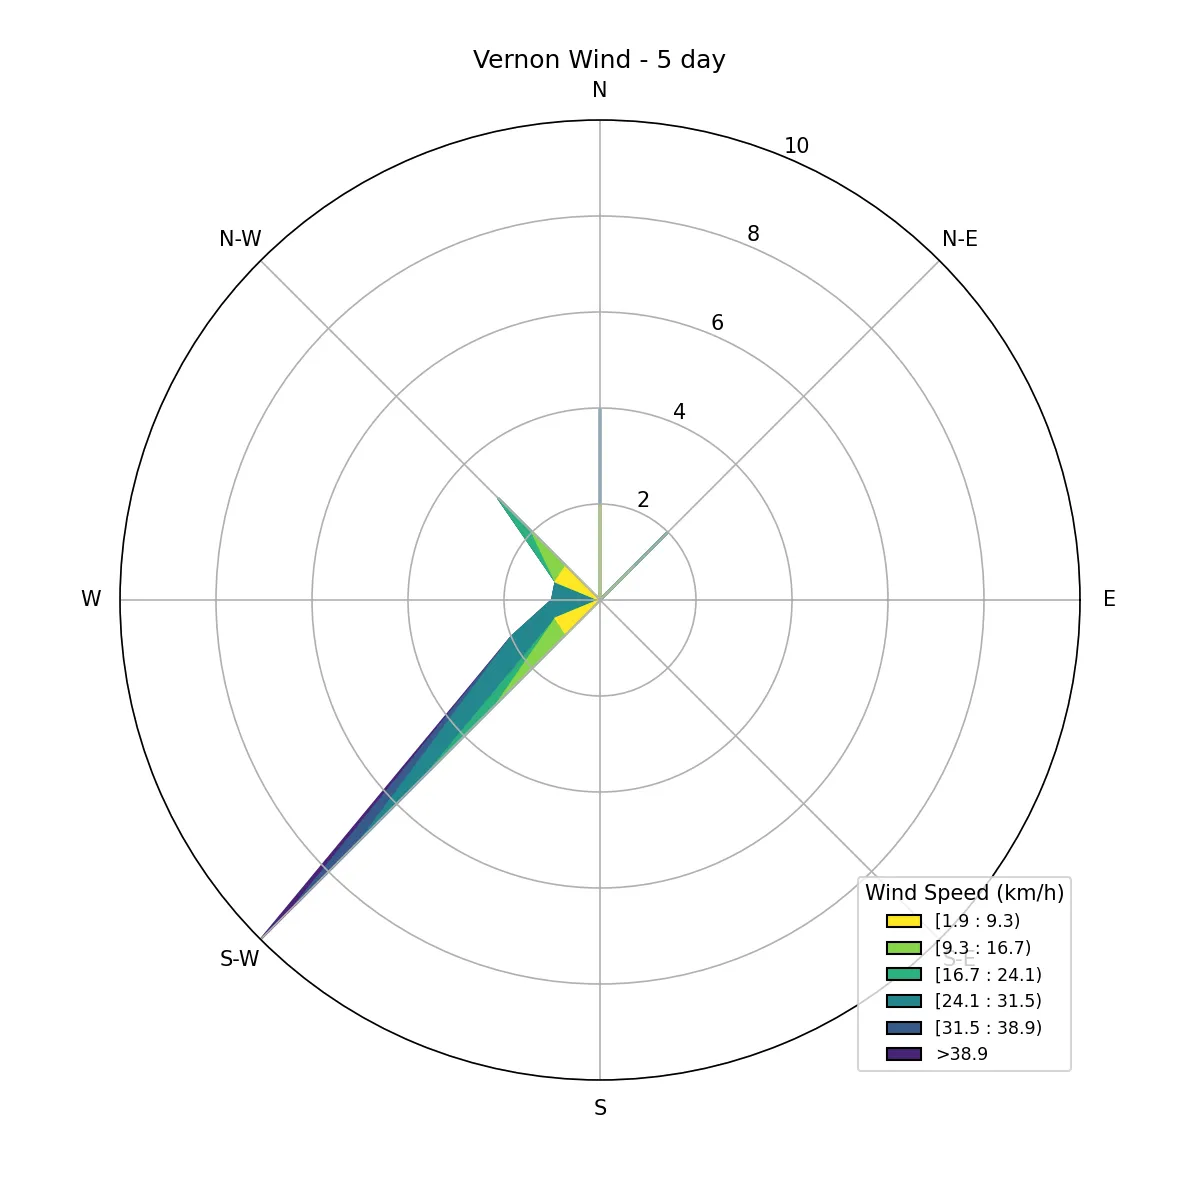 Vernon Wind - 5 day
N
10
N-W
8
N-E
6
4
2
W
E
S-W
S-E
S
Wind Speed (km/h)
[1.9 : 9.3)
[9.3 : 16.7)
[16.7 : 24.1)
[24.1 : 31.5)
[31.5 : 38.9)
>38.9